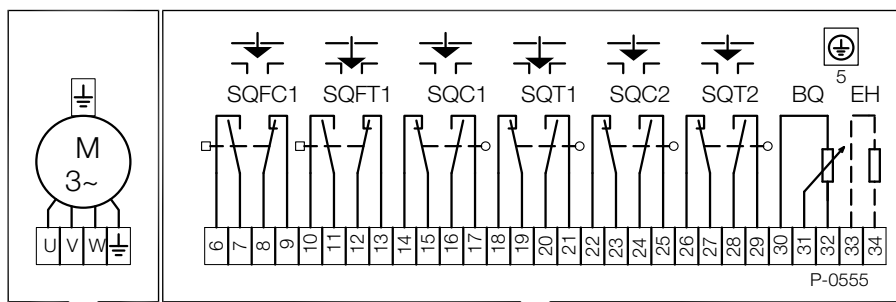 5
SQFC1 SQFT1 SQC1 SQT1 SQC2 SQT2 BQ EH
M
3~
U V W 6 7 8 9 10 11 12 13 14 15 16 17 18 19 20 21 22 23 24 25 26 27 28 29 30 31 32 33 34
P-0555